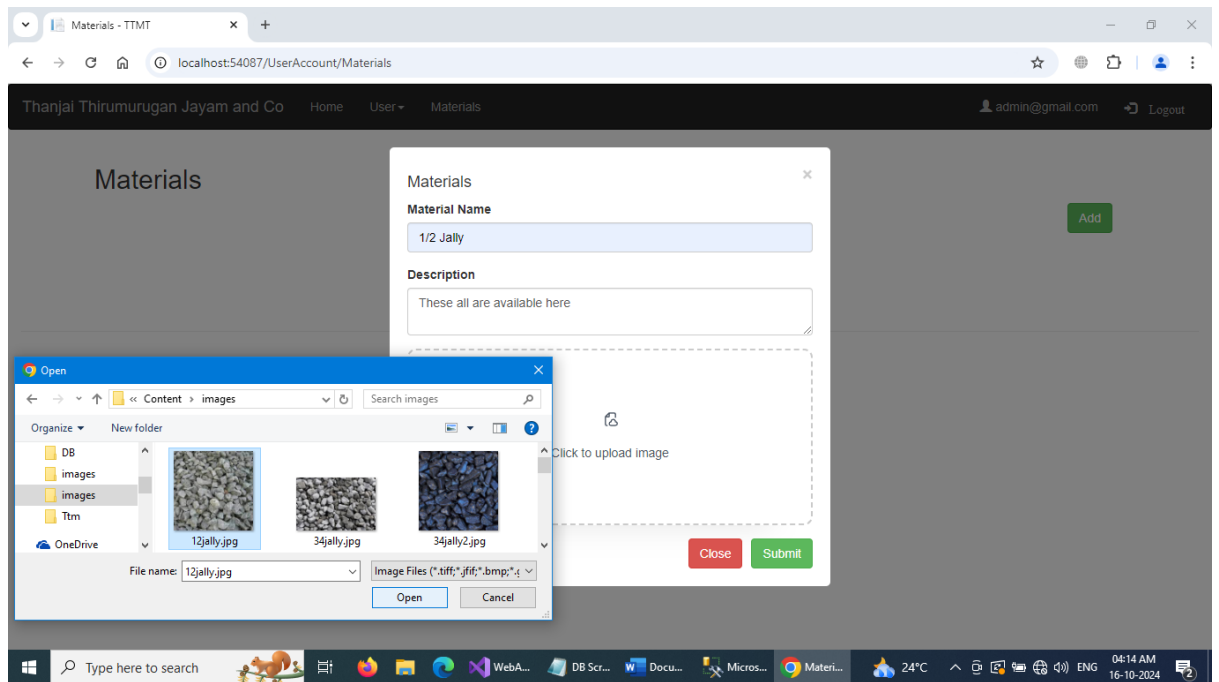 Materials - TTMT
localhost:54087/UserAccount/Materials
Thanjai Thirumurugan Jayam and Co Home User Materials admin@gmail.com Logout
Materials
Add
Materials
Material Name
1/2 Jally
Description
These all are available here
Click to upload image
Close Submit
Open
« Content › images Search images
Organize New folder
DB
images
images
Ttm
OneDrive
12jally.jpg 34jally.jpg 34jally2.jpg
File name: 12jally.jpg Image Files (*.tiff;*.jfif;*.bmp;*.g
Open Cancel
Type here to search WebA... DB Scr... Docu... Micros... Materi... 24°C ENG 04:14 AM
16-10-2024
2